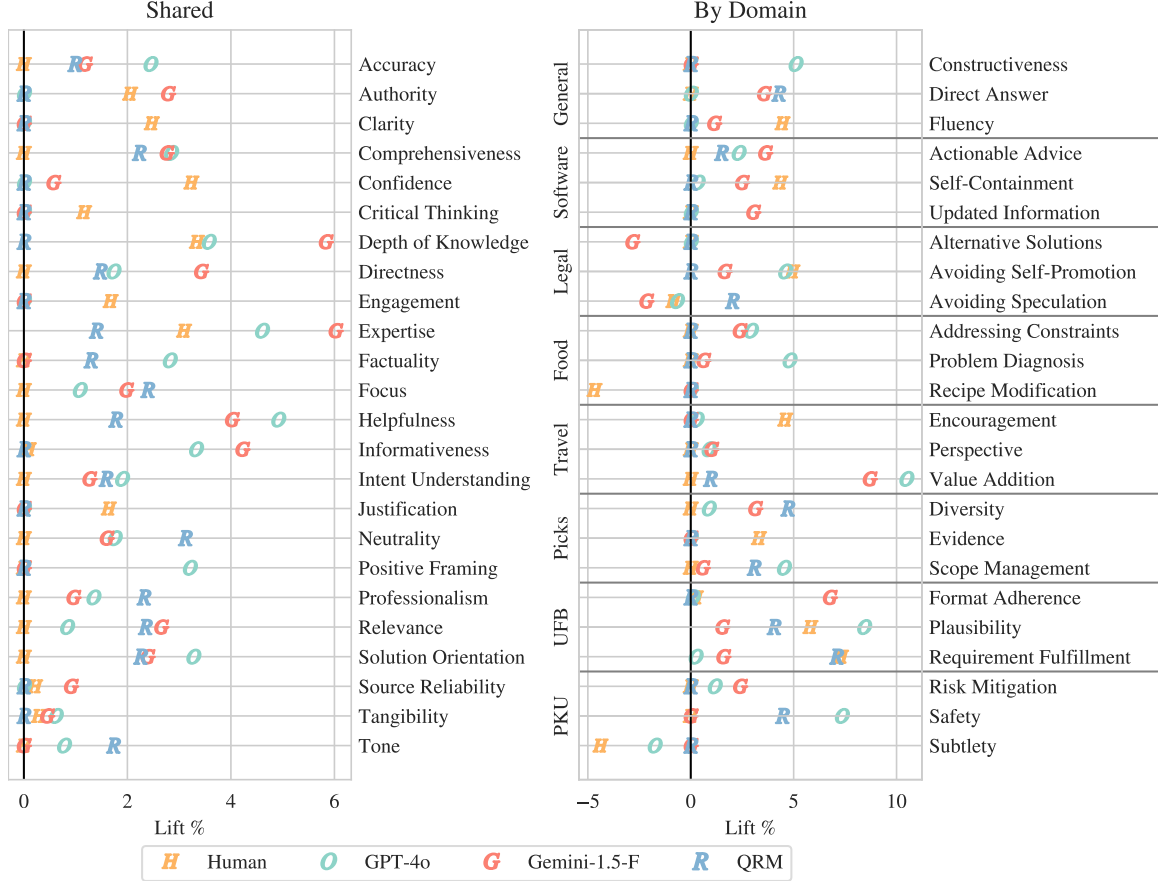 Shared
Accuracy
Authority
Clarity
Comprehensiveness
Confidence
Critical Thinking
Depth of Knowledge
Directness
Engagement
Expertise
Factuality
Focus
Helpfulness
Informativeness
Intent Understanding
Justification
Neutrality
Positive Framing
Professionalism
Relevance
Solution Orientation
Source Reliability
Tangibility
Tone
0 2 4 6
Lift %
By Domain
General
Constructiveness
Direct Answer
Fluency
Software
Actionable Advice
Self-Containment
Updated Information
Legal
Alternative Solutions
Avoiding Self-Promotion
Avoiding Speculation
Food
Addressing Constraints
Problem Diagnosis
Recipe Modification
Travel
Encouragement
Perspective
Value Addition
Picks
Diversity
Evidence
Scope Management
UFB
Format Adherence
Plausibility
Requirement Fulfillment
PKU
Risk Mitigation
Safety
Subtlety
−5 0 5 10
Lift %
H Human O GPT-4o G Gemini-1.5-F R QRM